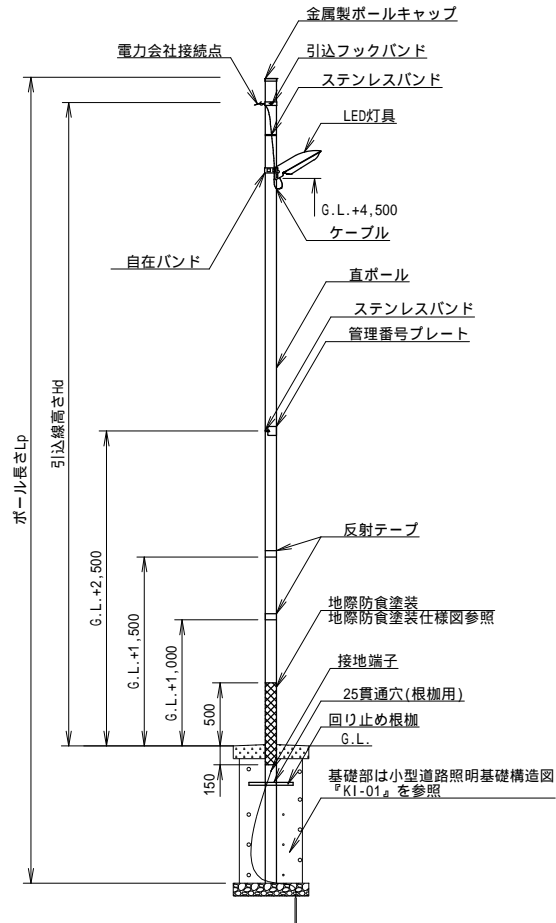 金属製ポールキャップ
電力会社接続点
引込フックバンド
ステンレスバンド
LED灯具
G.L.+4,500
ケーブル
自在バンド
直ポール
ステンレスバンド
管理番号プレート
引込線高さHd
ポール長さLp
G.L.+2,500
反射テープ
G.L.+1,500
地際防食塗装
地際防食塗装仕様図参照
G.L.+1,000
接地端子
500
25貫通穴(根枷用)
回り止め根枷
G.L.
150
基礎部は小型道路照明基礎構造図
『KI-01』を参照